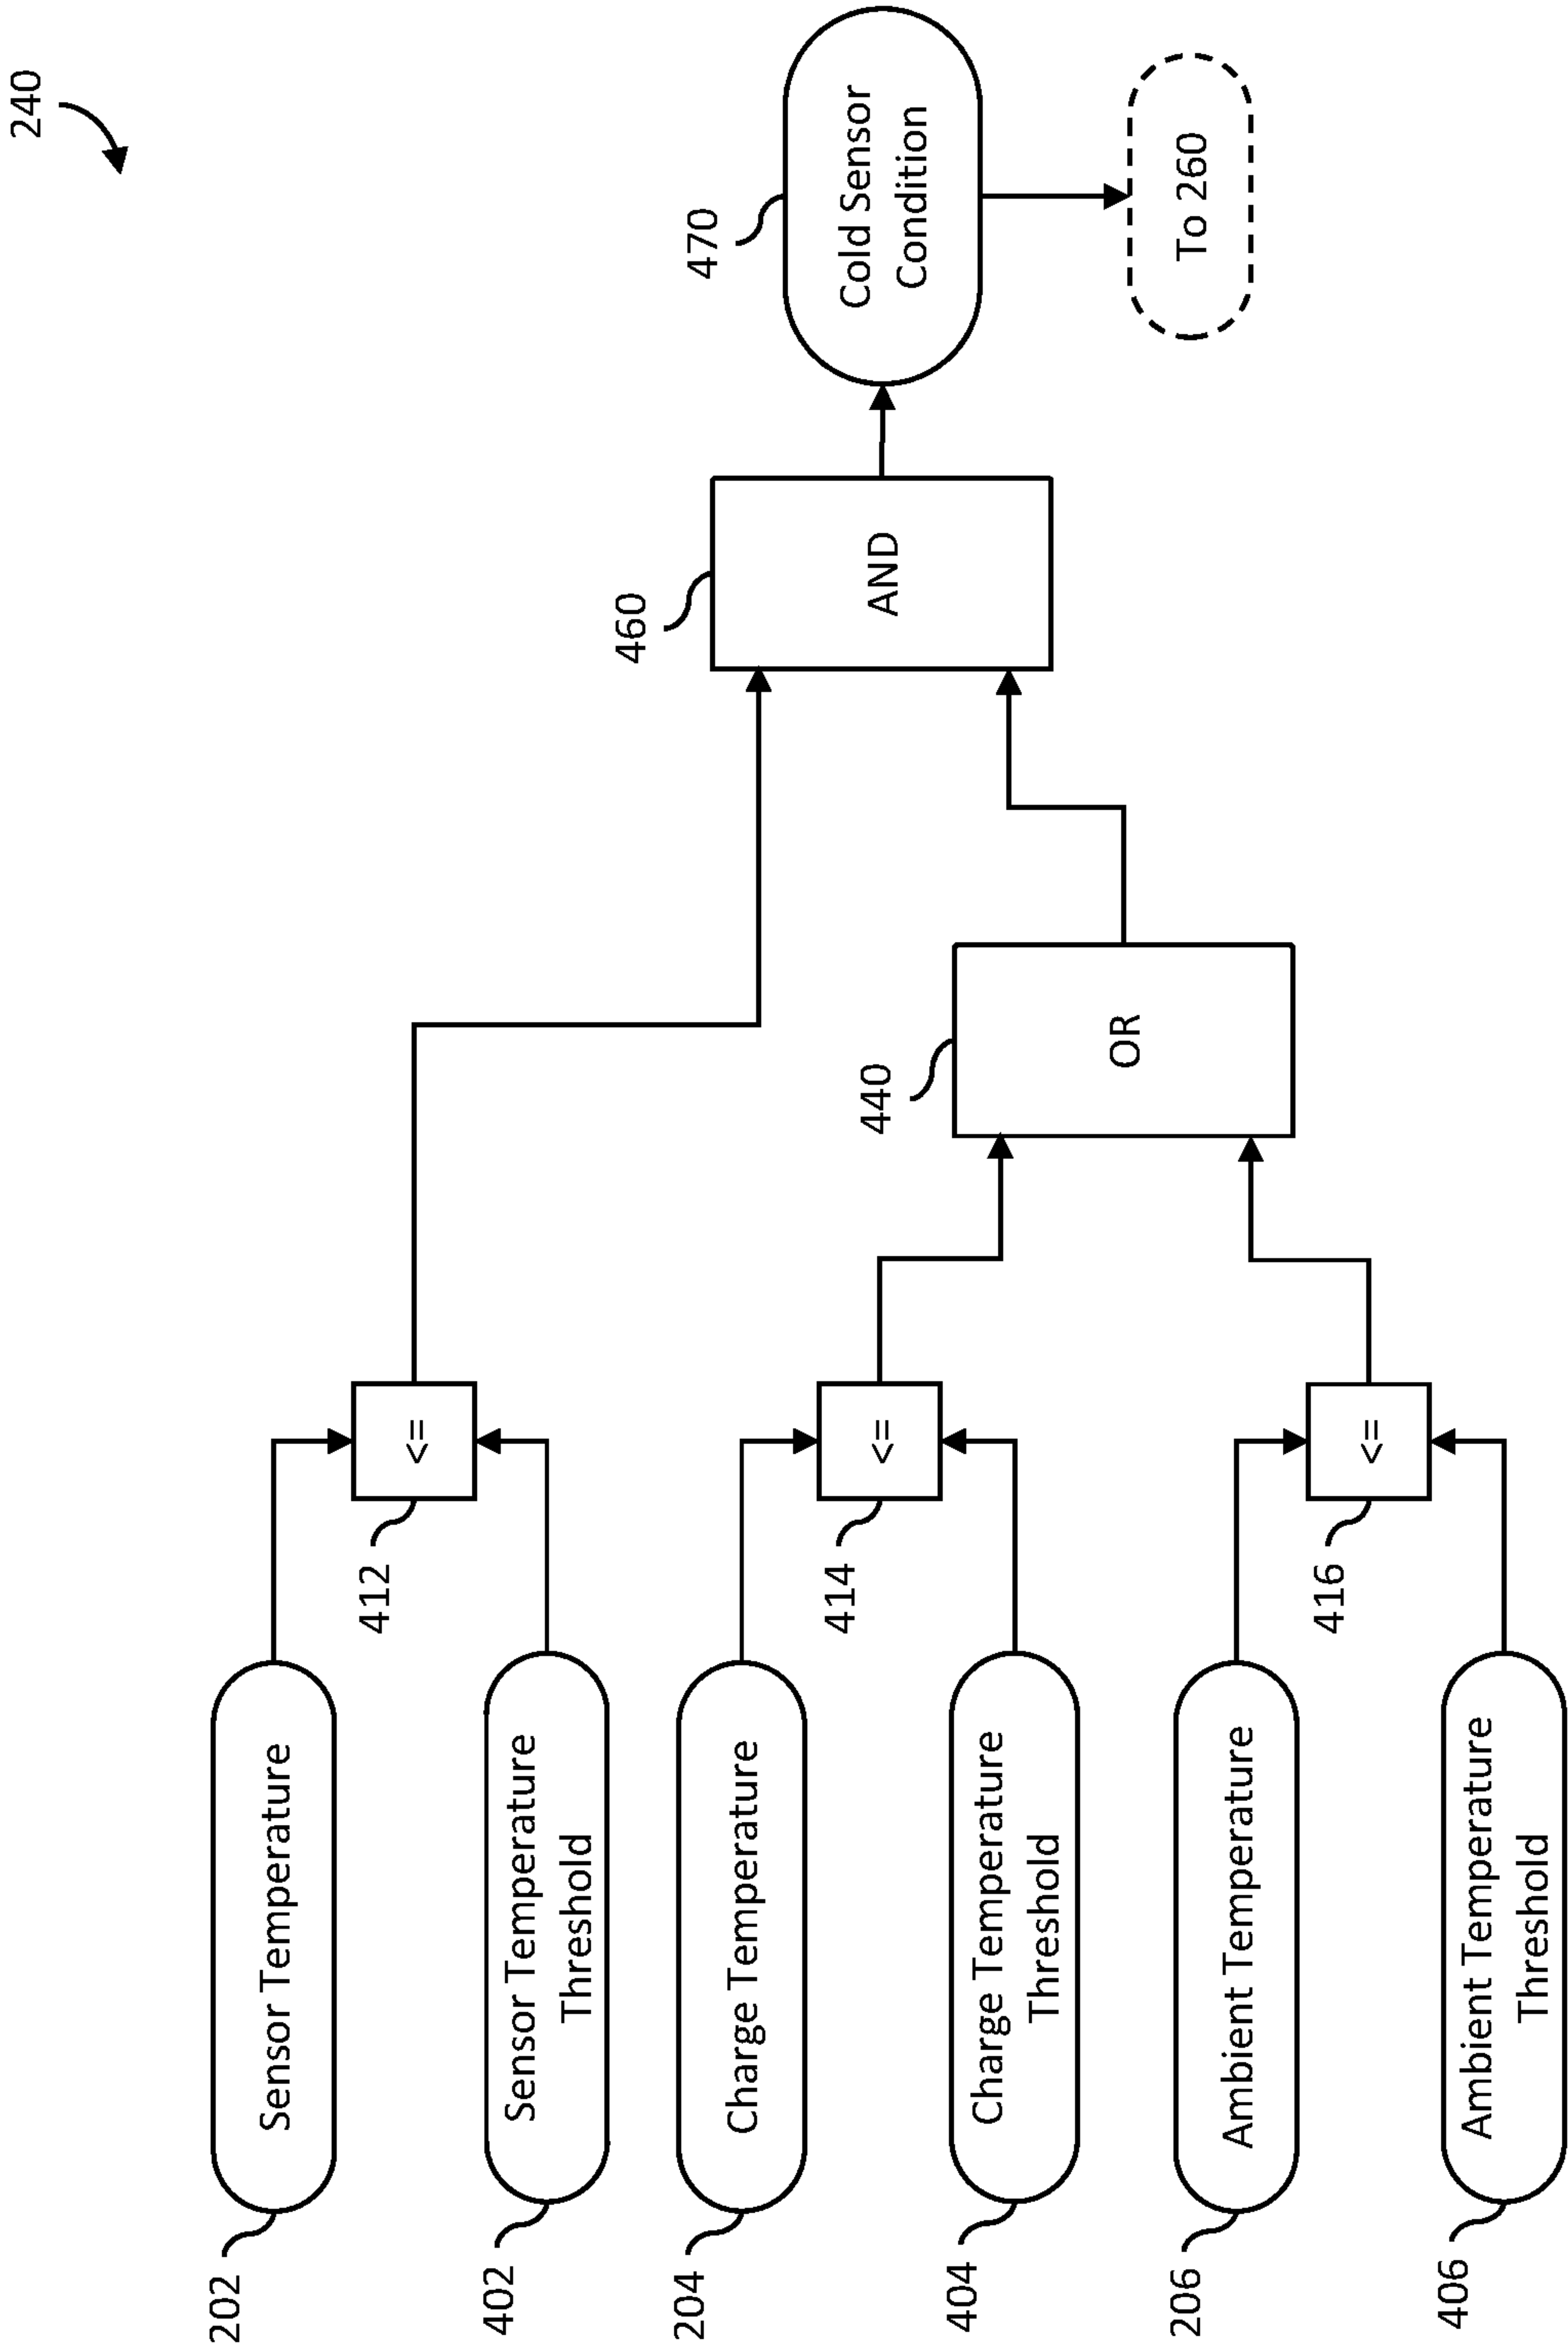 240
202
Sensor Temperature
412
<=
402
Sensor Temperature
Threshold
204
Charge Temperature
414
<=
404
Charge Temperature
Threshold
206
Ambient Temperature
416
<=
406
Ambient Temperature
Threshold
440
OR
460
AND
470
Cold Sensor
Condition
To 260